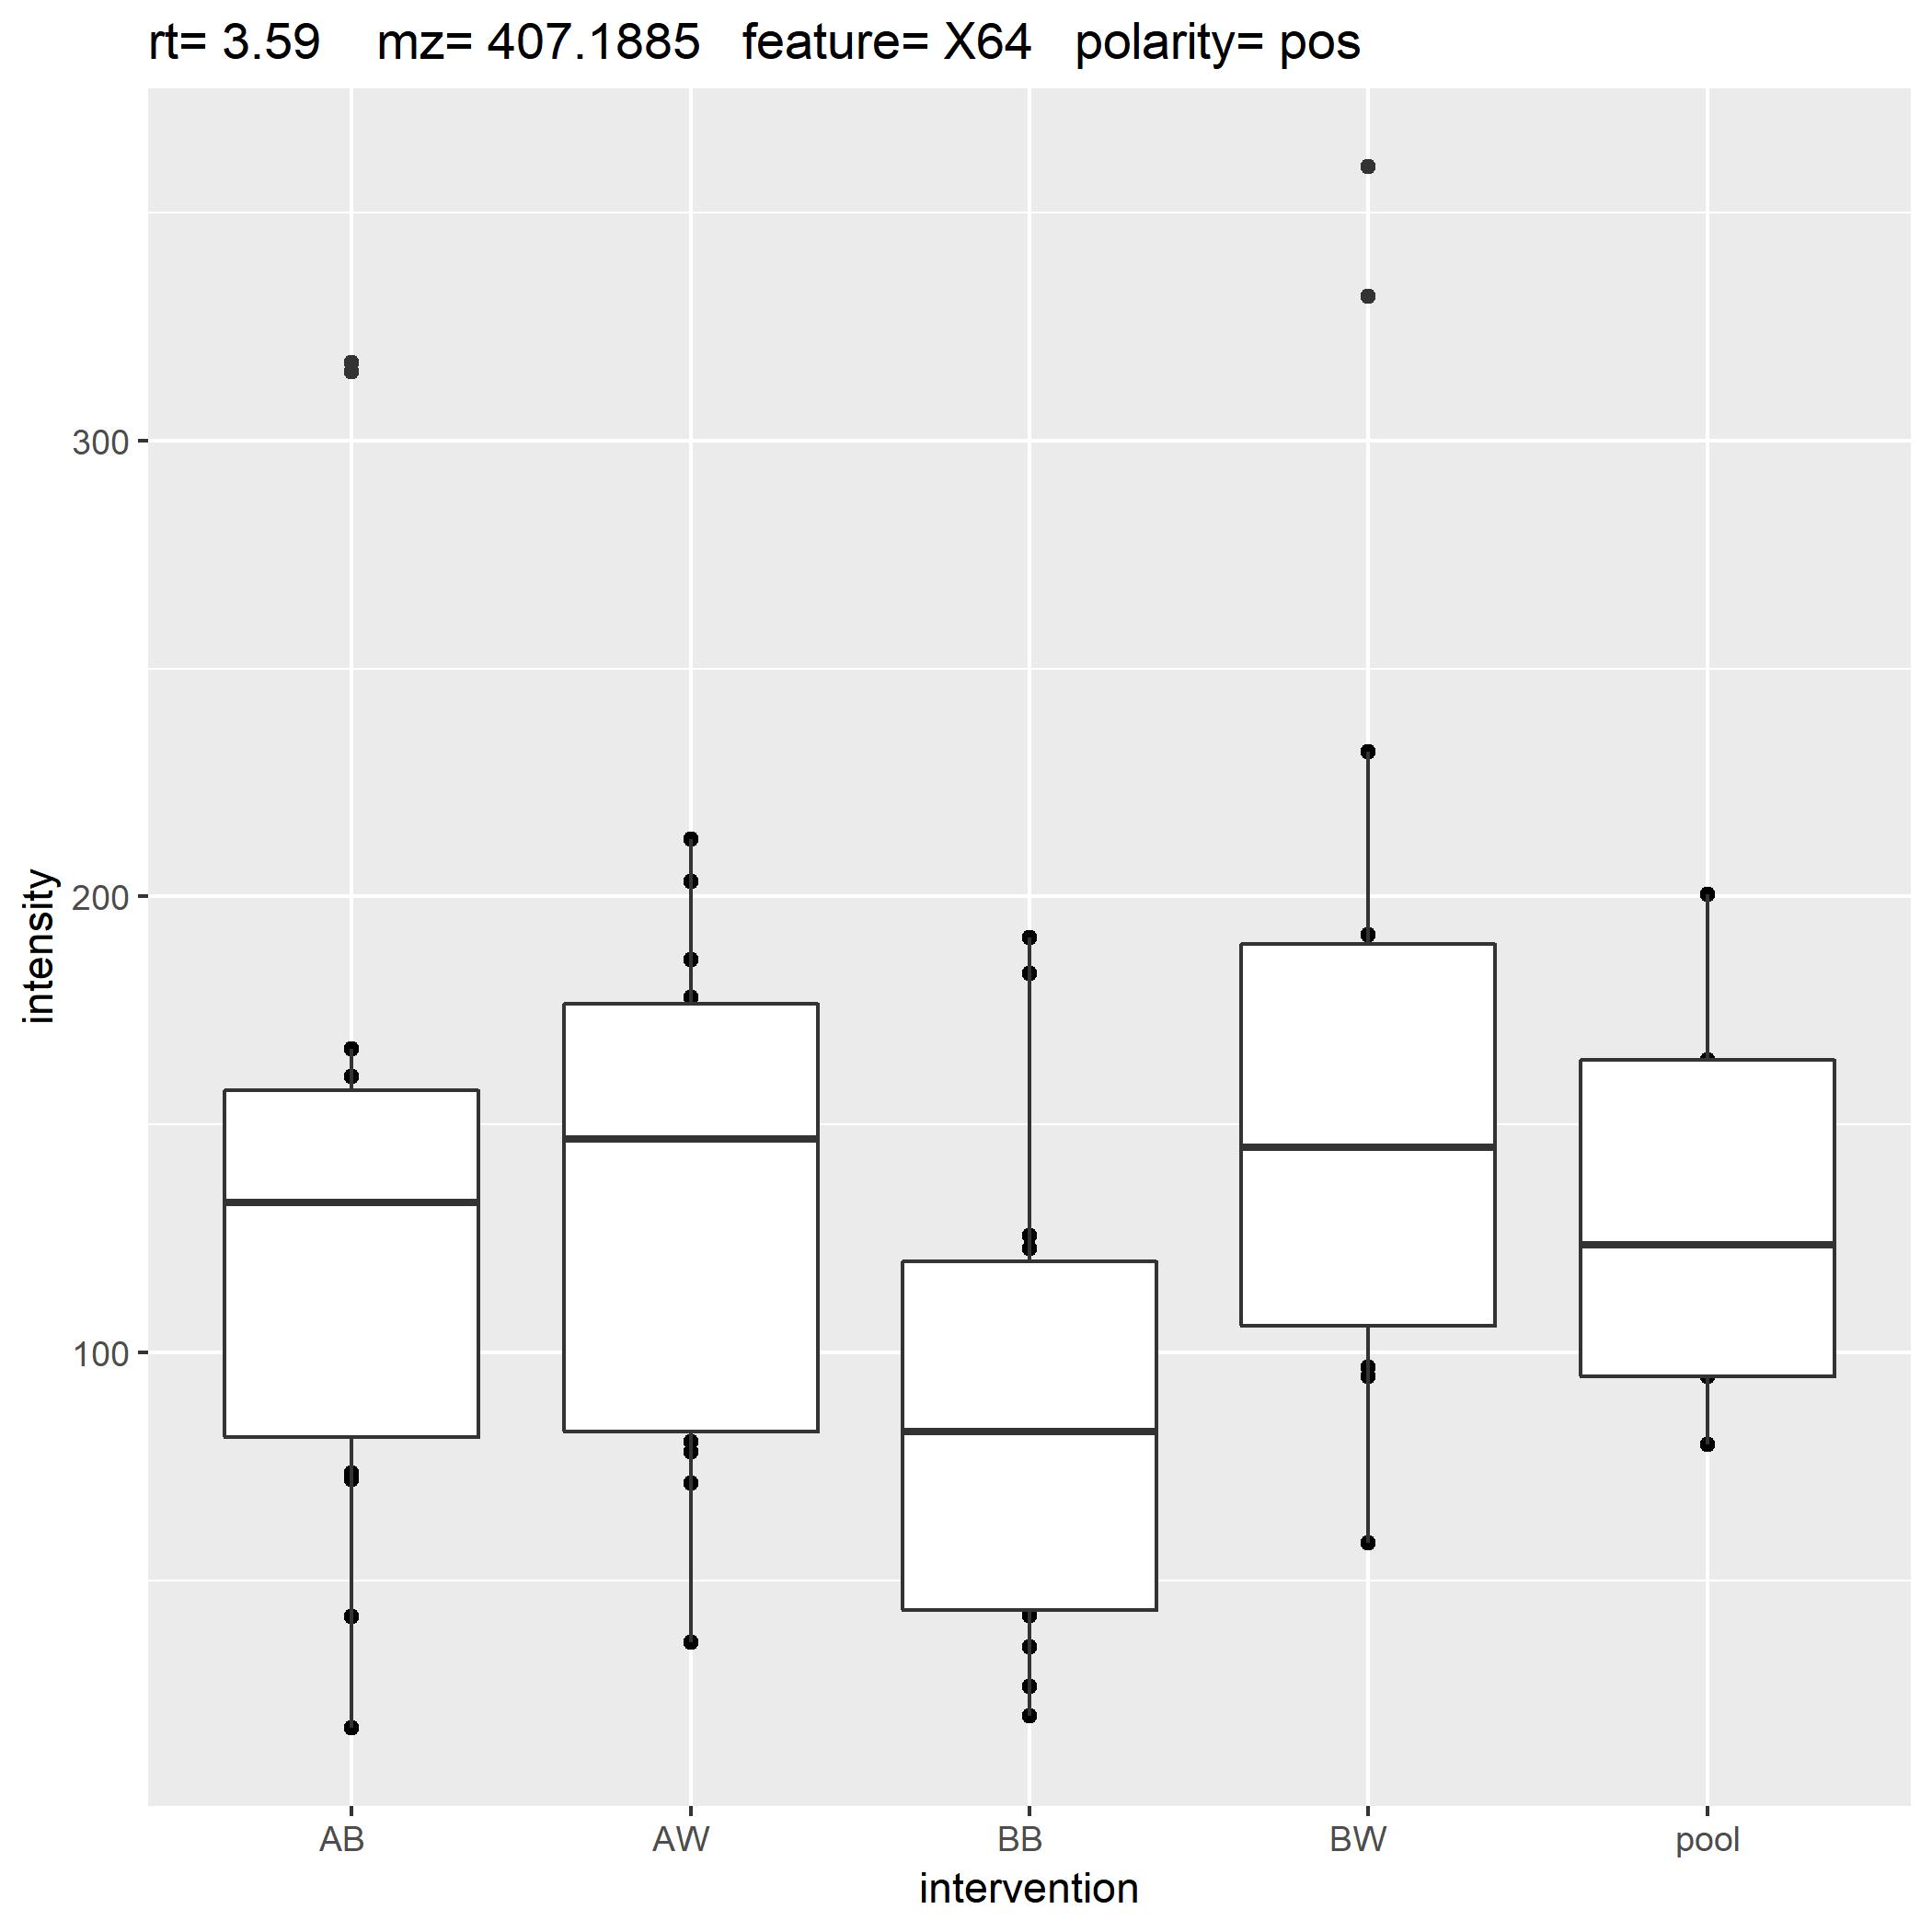 rt= 3.59    mz= 407.1885   feature= X64   polarity= pos
300
200
100
intensity
AB AW BB BW pool
intervention